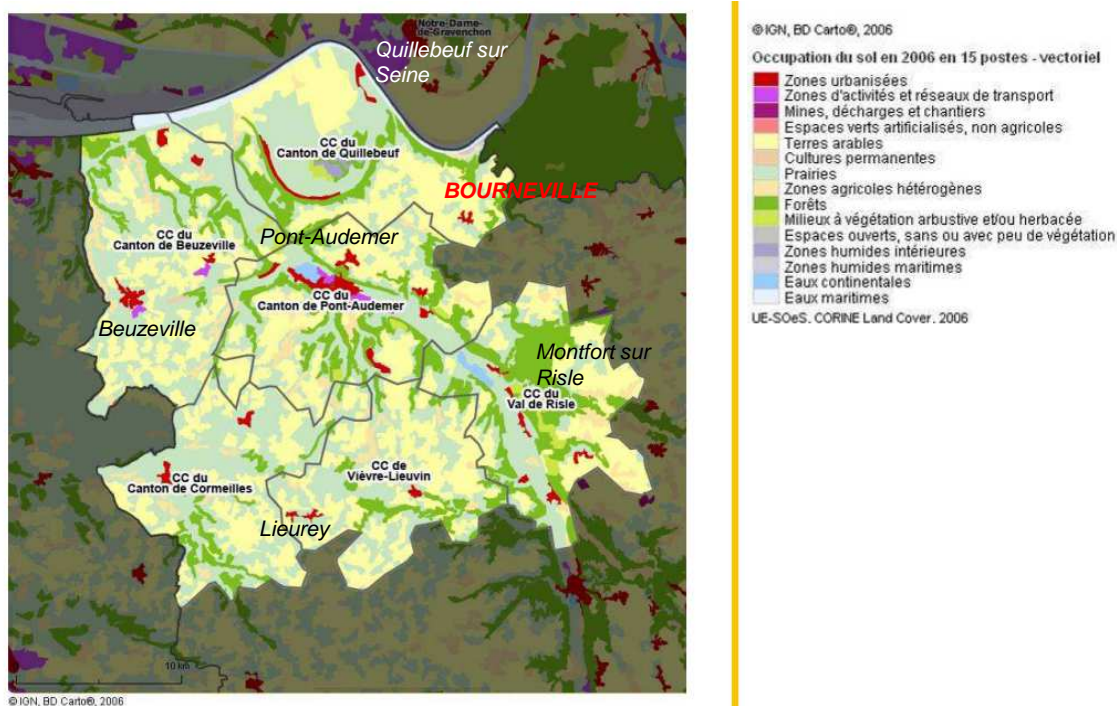 Notre-Dame-
de-Gravenchon
Quillebeuf sur
Seine
CC du
Canton de Quillebeuf
BOURNEVILLE
CC du
Canton de Beuzeville
Pont-Audemer
CC du
Canton de Pont-Audemer
Beuzeville
Montfort sur
Risle
CC du
Val de Risle
CC de
Vièvre-Lieuvin
CC du
Canton de Cormeilles
Lieurey
10 km
© IGN, BD Carto®, 2006
© IGN, BD Carto®, 2006
Occupation du sol en 2006 en 15 postes - vectoriel
Zones urbanisées
Zones d'activités et réseaux de transport
Mines, décharges et chantiers
Espaces verts artificialisés, non agricoles
Terres arables
Cultures permanentes
Prairies
Zones agricoles hétérogènes
Forêts
Milieux à végétation arbustive et/ou herbacée
Espaces ouverts, sans ou avec peu de végétation
Zones humides intérieures
Zones humides maritimes
Eaux continentales
Eaux maritimes
UE-SOeS, CORINE Land Cover, 2006